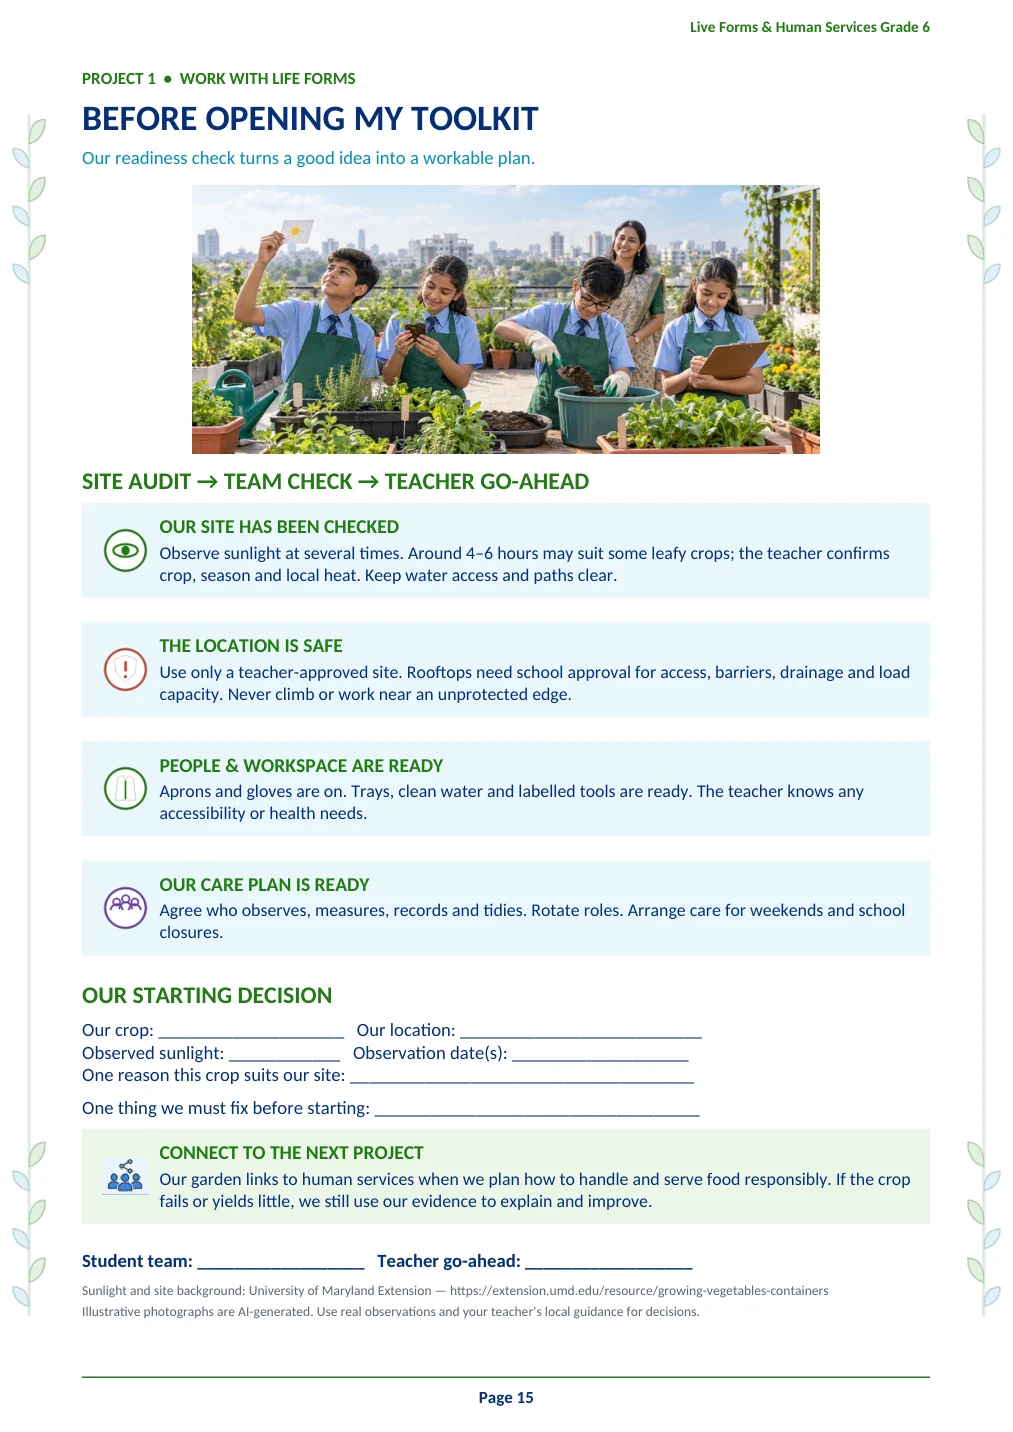 Live Forms & Human Services Grade 6
PROJECT 1 ● WORK WITH LIFE FORMS
BEFORE OPENING MY TOOLKIT
Our readiness check turns a good idea into a workable plan.
SITE AUDIT → TEAM CHECK → TEACHER GO-AHEAD
OUR SITE HAS BEEN CHECKED
Observe sunlight at several times. Around 4–6 hours may suit some leafy crops; the teacher confirms
crop, season and local heat. Keep water access and paths clear.
THE LOCATION IS SAFE
Use only a teacher-approved site. Rooftops need school approval for access, barriers, drainage and load
capacity. Never climb or work near an unprotected edge.
PEOPLE & WORKSPACE ARE READY
Aprons and gloves are on. Trays, clean water and labelled tools are ready. The teacher knows any
accessibility or health needs.
OUR CARE PLAN IS READY
Agree who observes, measures, records and tidies. Rotate roles. Arrange care for weekends and school
closures.
OUR STARTING DECISION
Our crop: ____________________ Our location: __________________________
Observed sunlight: ____________ Observation date(s): ___________________
One reason this crop suits our site: _____________________________________
One thing we must fix before starting: ___________________________________
CONNECT TO THE NEXT PROJECT
Our garden links to human services when we plan how to handle and serve food responsibly. If the crop
fails or yields little, we still use our evidence to explain and improve.
Student team: __________________ Teacher go-ahead: __________________
Sunlight and site background: University of Maryland Extension — https://extension.umd.edu/resource/growing-vegetables-containers
Illustrative photographs are AI-generated. Use real observations and your teacher's local guidance for decisions.
Page 15